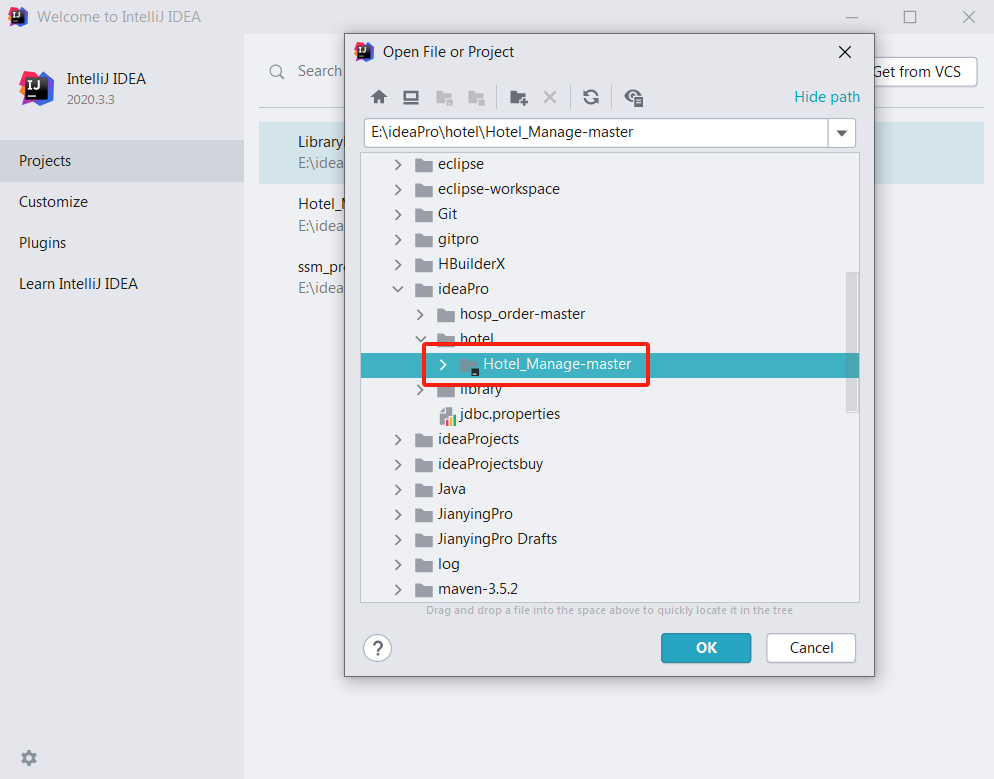 Welcome to IntelliJ IDEA
IntelliJ IDEA
2020.3.3
Projects
Customize
Plugins
Learn IntelliJ IDEA
Search
Get from VCS
Library
E:\idea
Hotel_
E:\idea
ssm_pr
E:\idea
Open File or Project
Hide path
E:\ideaPro\hotel\Hotel_Manage-master
eclipse
eclipse-workspace
Git
gitpro
HBuilderX
ideaPro
hosp_order-master
hotel
Hotel_Manage-master
library
jdbc.properties
ideaProjects
ideaProjectsbuy
Java
JianyingPro
JianyingPro Drafts
log
maven-3.5.2
Drag and drop a file into the space above to quickly locate it in the tree
?
OK
Cancel